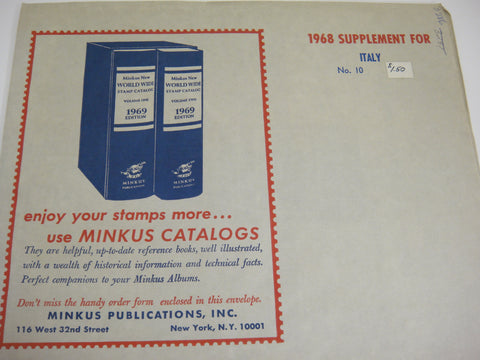 1968 SUPPLEMENT FOR
ITALY
No. 10
$1.50
Minkus New
WORLD WIDE
STAMP CATALOG
VOLUME ONE
1969
EDITION
MINKUS
PUBLICATIONS
Minkus New
WORLD WIDE
STAMP CATALOG
VOLUME TWO
1969
EDITION
MINKUS
PUBLICATIONS
enjoy your stamps more...
use MINKUS CATALOGS
They are helpful, up-to-date reference books, well illustrated,
with a wealth of historical information and technical facts.
Perfect companions to your Minkus Albums.
Don't miss the handy order form enclosed in this envelope.
MINKUS PUBLICATIONS, INC.
116 West 32nd Street New York, N.Y. 10001